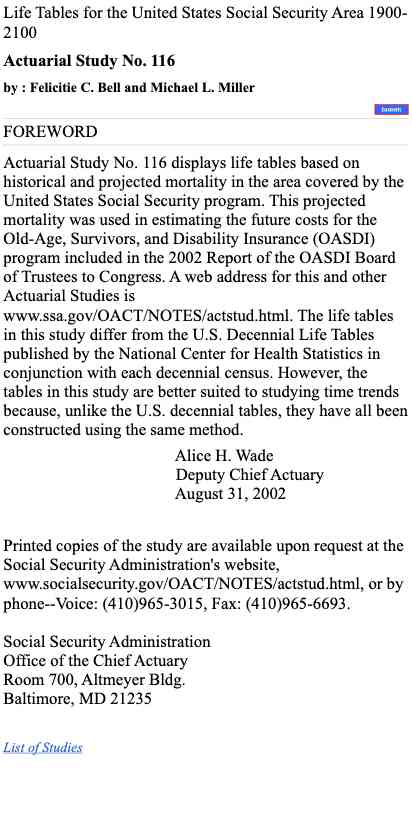 Life Tables for the United States Social Security Area 1900-
2100
Actuarial Study No. 116
by : Felicitie C. Bell and Michael L. Miller
FOREWORD
Actuarial Study No. 116 displays life tables based on
historical and projected mortality in the area covered by the
United States Social Security program. This projected
mortality was used in estimating the future costs for the
Old-Age, Survivors, and Disability Insurance (OASDI)
program included in the 2002 Report of the OASDI Board
of Trustees to Congress. A web address for this and other
Actuarial Studies is
www.ssa.gov/OACT/NOTES/actstud.html. The life tables
in this study differ from the U.S. Decennial Life Tables
published by the National Center for Health Statistics in
conjunction with each decennial census. However, the
tables in this study are better suited to studying time trends
because, unlike the U.S. decennial tables, they have all been
constructed using the same method.
Alice H. Wade
Deputy Chief Actuary
August 31, 2002
Printed copies of the study are available upon request at the
Social Security Administration's website,
www.socialsecurity.gov/OACT/NOTES/actstud.html, or by
phone--Voice: (410)965-3015, Fax: (410)965-6693.
Social Security Administration
Office of the Chief Actuary
Room 700, Altmeyer Bldg.
Baltimore, MD 21235
List of Studies